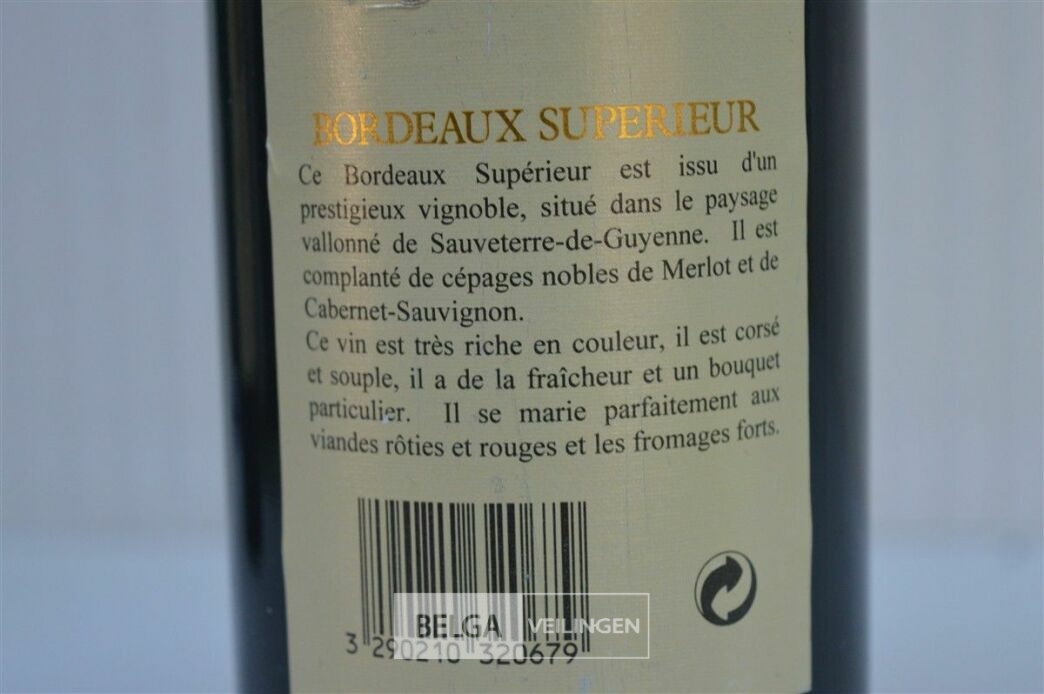 BORDEAUX SUPERIEUR
Ce Bordeaux Supérieur est issu d'un
prestigieux vignoble, situé dans le paysage
vallonné de Sauveterre-de-Guyenne. Il est
complanté de cépages nobles de Merlot et de
Cabernet-Sauvignon.
Ce vin est très riche en couleur, il est corsé
et souple, il a de la fraîcheur et un bouquet
particulier. Il se marie parfaitement aux
viandes rôties et rouges et les fromages forts.
BELGA VEILINGEN
3 290210 320679